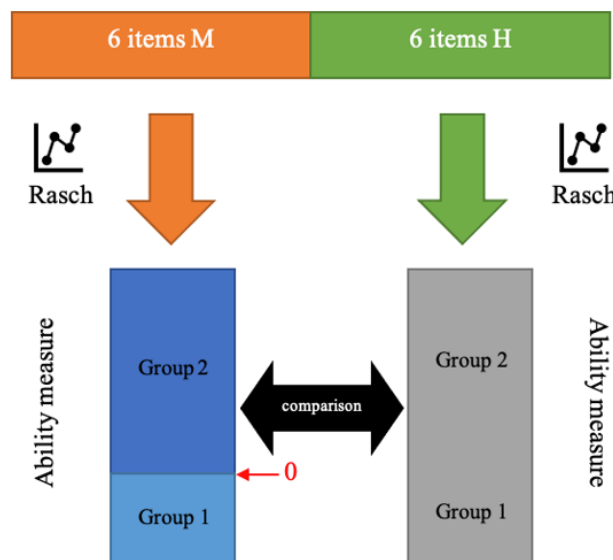 6 items M
6 items H
Rasch
Rasch
Ability measure
Group 2
comparison
Group 2
Ability measure
0
Group 1
Group 1